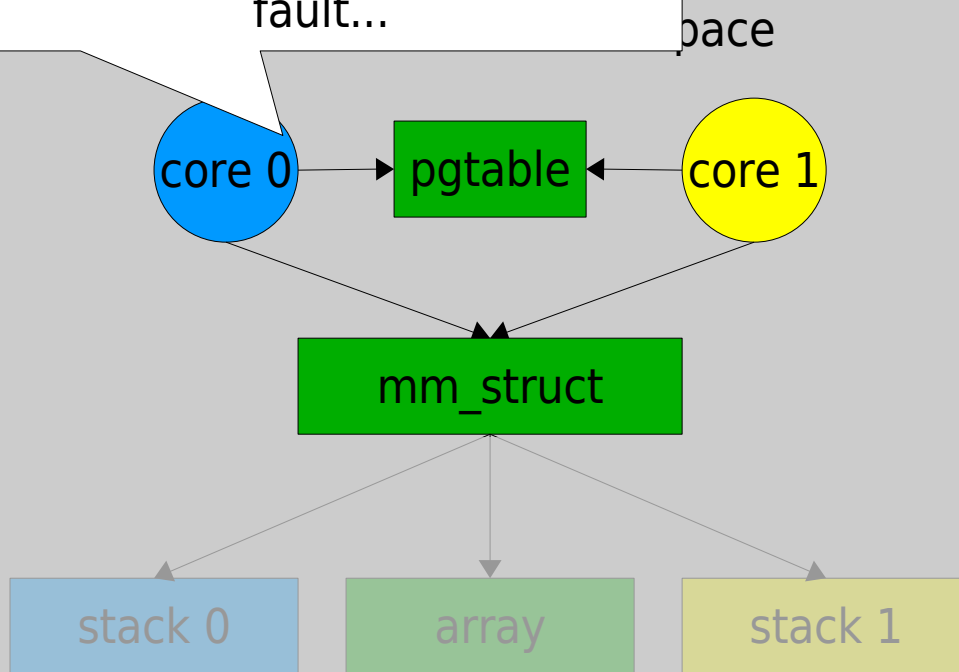 fault...
pace
core 0
pgtable
core 1
mm_struct
stack 0
array
stack 1